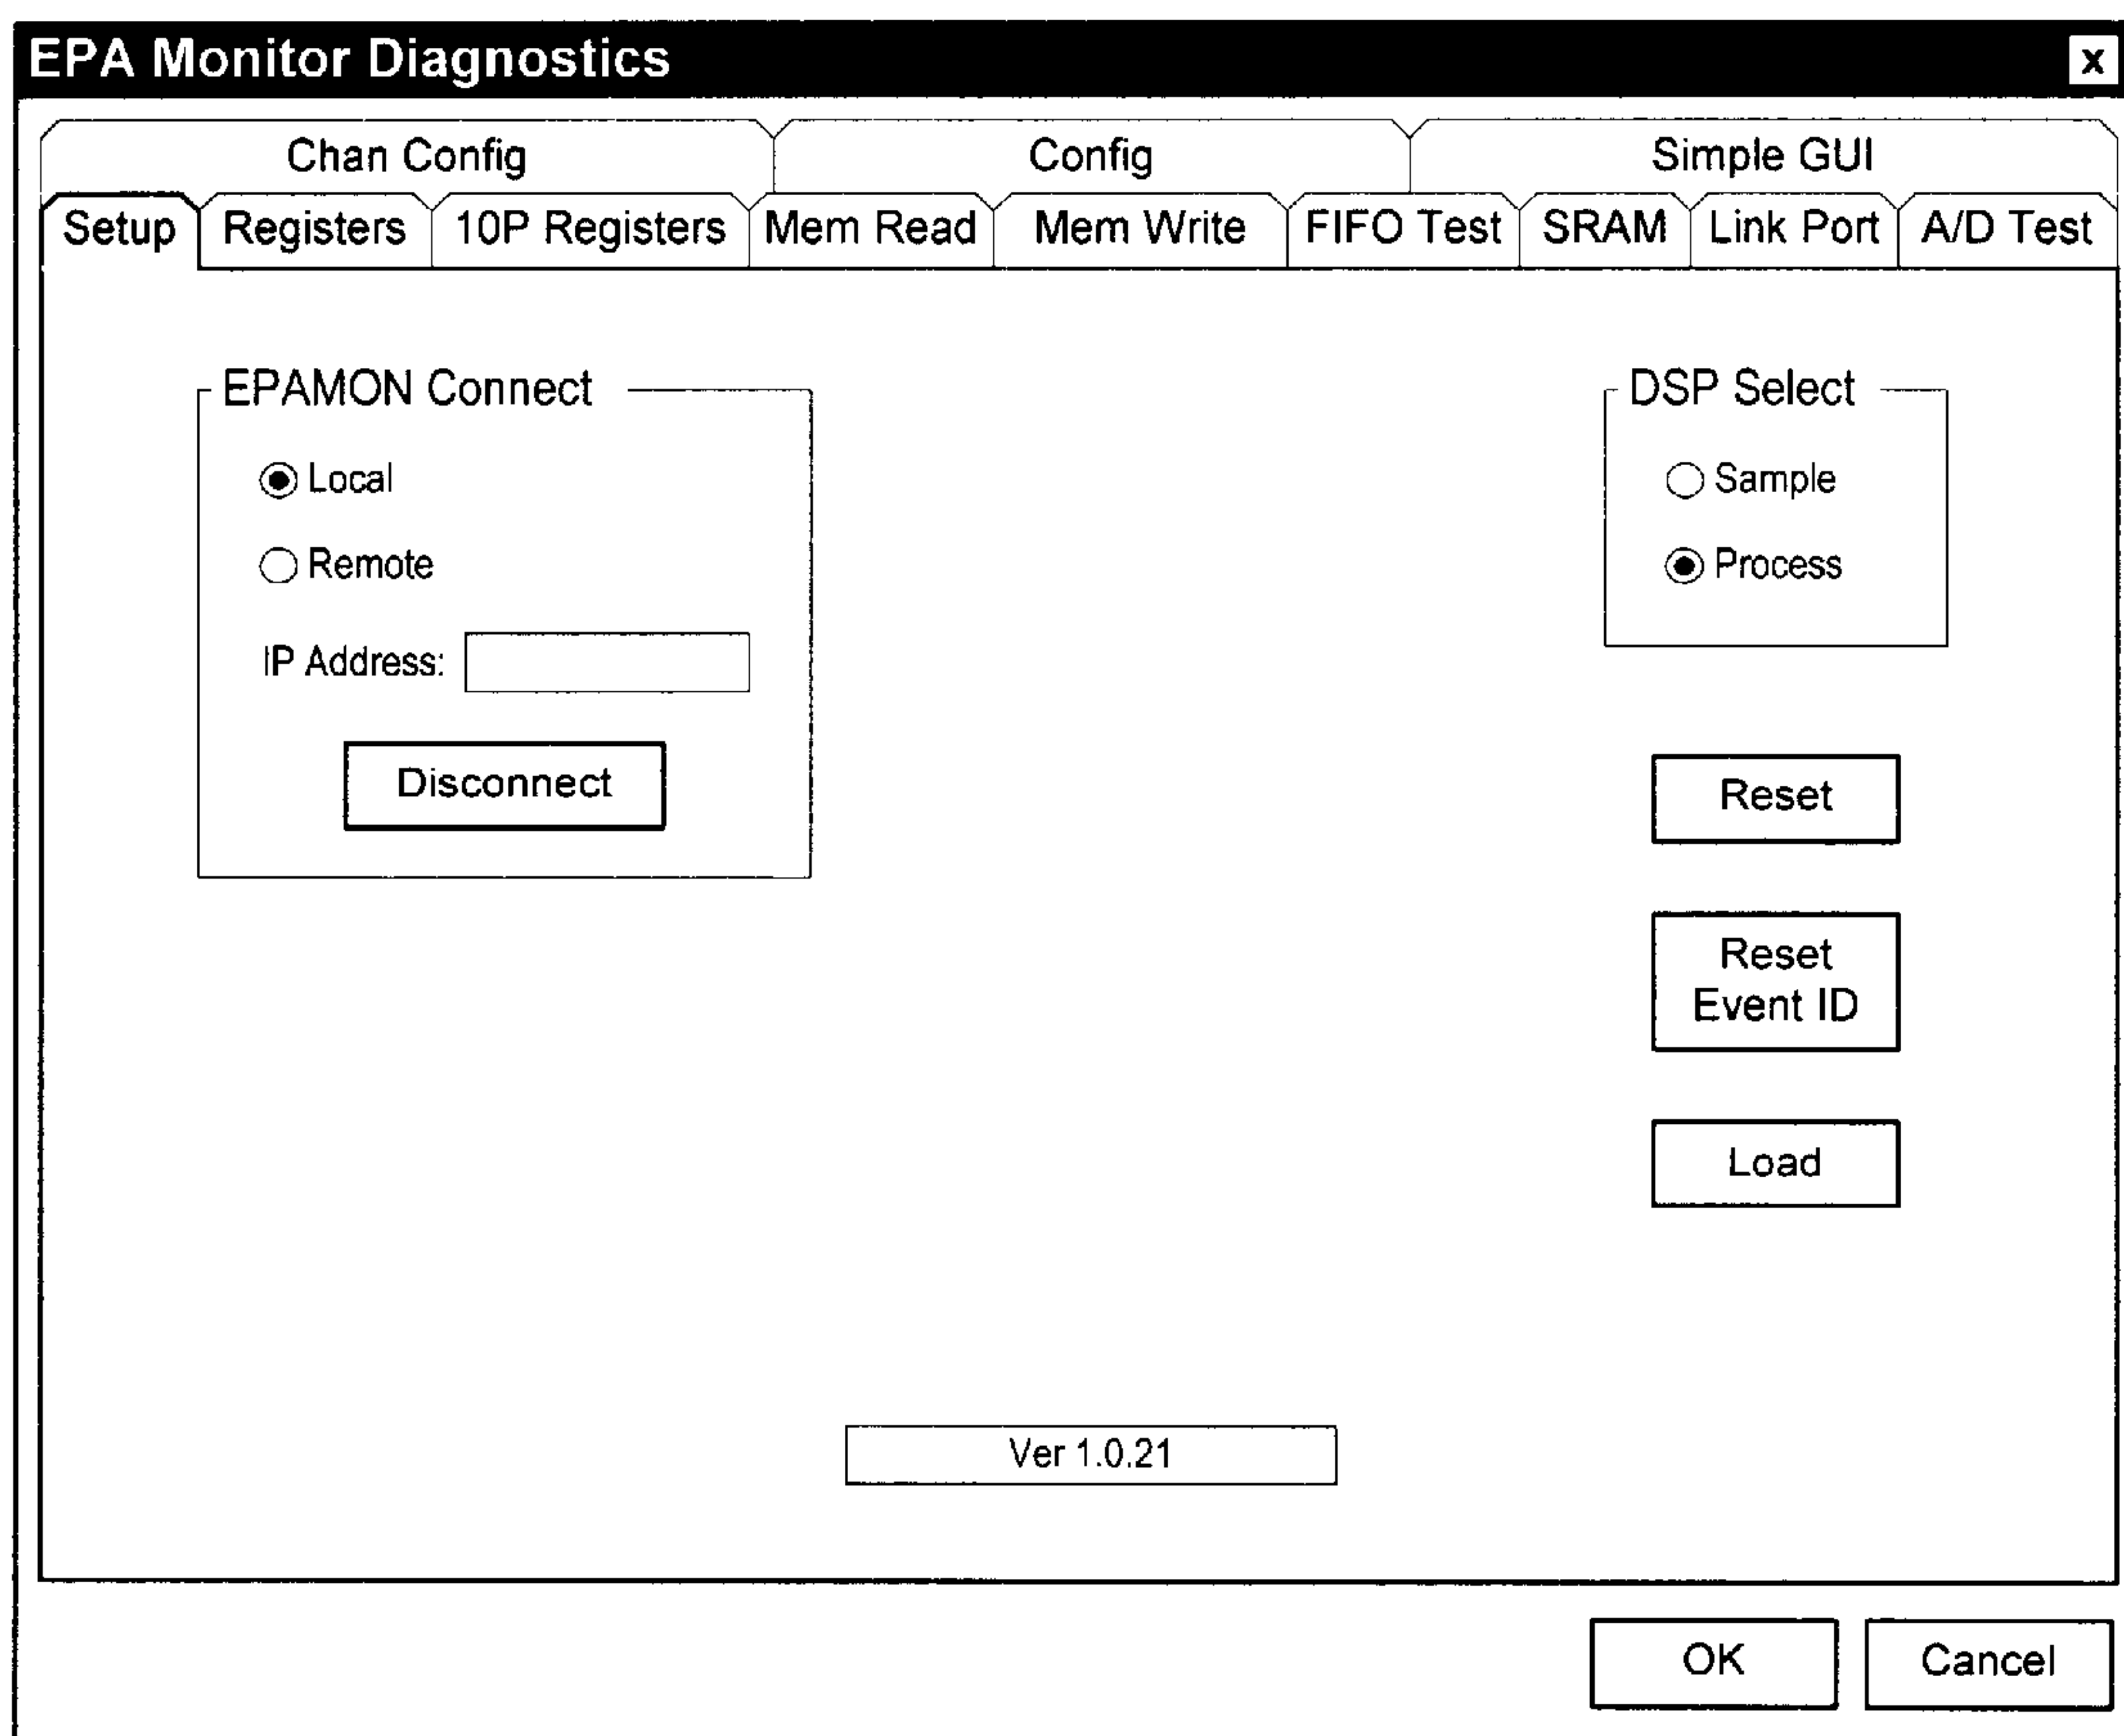 EPA Monitor Diagnostics x
Chan Config Config Simple GUI
Setup Registers 10P Registers Mem Read Mem Write FIFO Test SRAM Link Port A/D Test
EPAMON Connect
Local
Remote
IP Address:
Disconnect
DSP Select
Sample
Process
Reset
Reset
Event ID
Load
Ver 1.0.21
OK Cancel